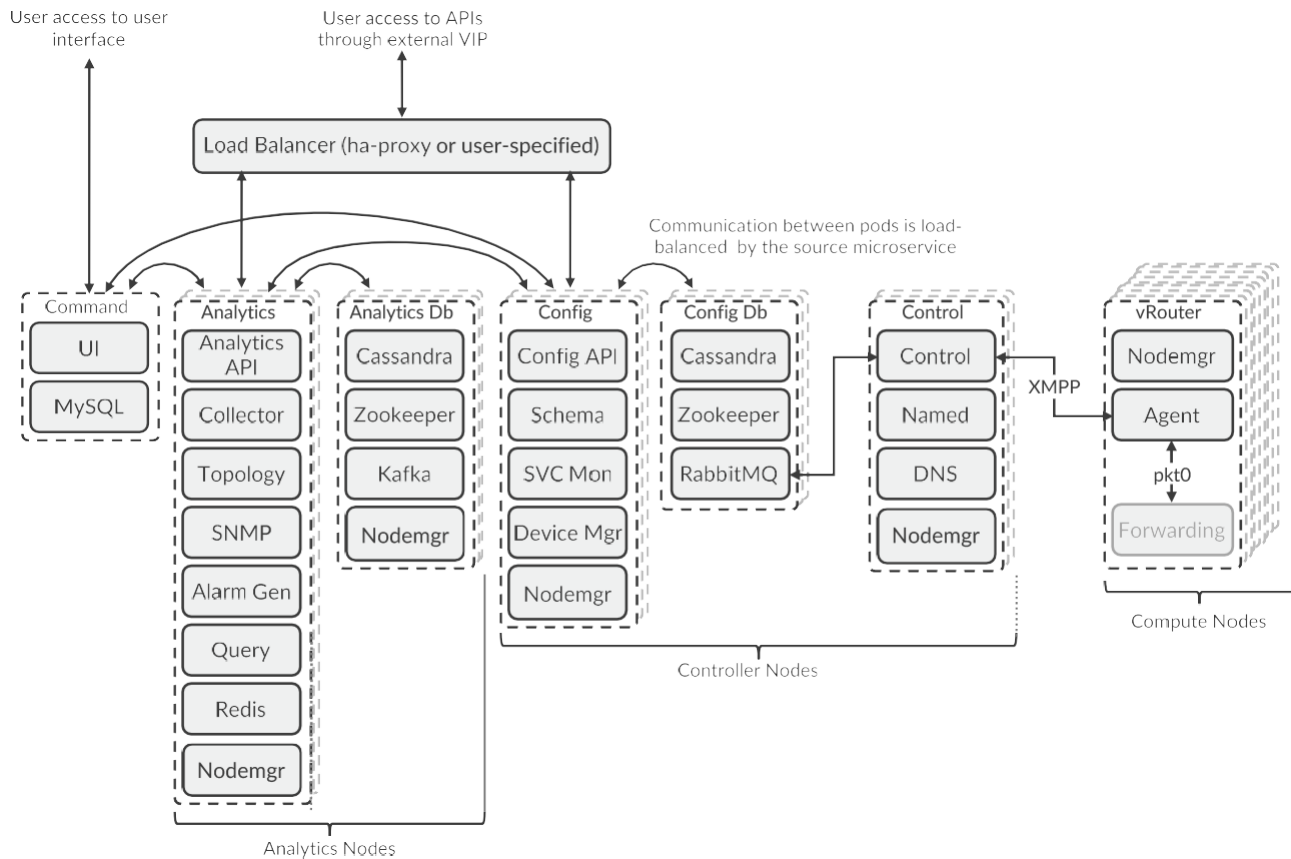 User access to user
interface
User access to APIs
through external VIP
Load Balancer (ha-proxy or user-specified)
Communication between pods is load-
balanced by the source microservice
Command
UI
MySQL
Analytics
Analytics
API
Collector
Topology
SNMP
Alarm Gen
Query
Redis
Nodemgr
Analytics Db
Cassandra
Zookeeper
Kafka
Nodemgr
Config
Config API
Schema
SVC Mon
Device Mgr
Nodemgr
Config Db
Cassandra
Zookeeper
RabbitMQ
Control
Control
Named
DNS
Nodemgr
XMPP
vRouter
Nodemgr
Agent
pkt0
Forwarding
Compute Nodes
Controller Nodes
Analytics Nodes